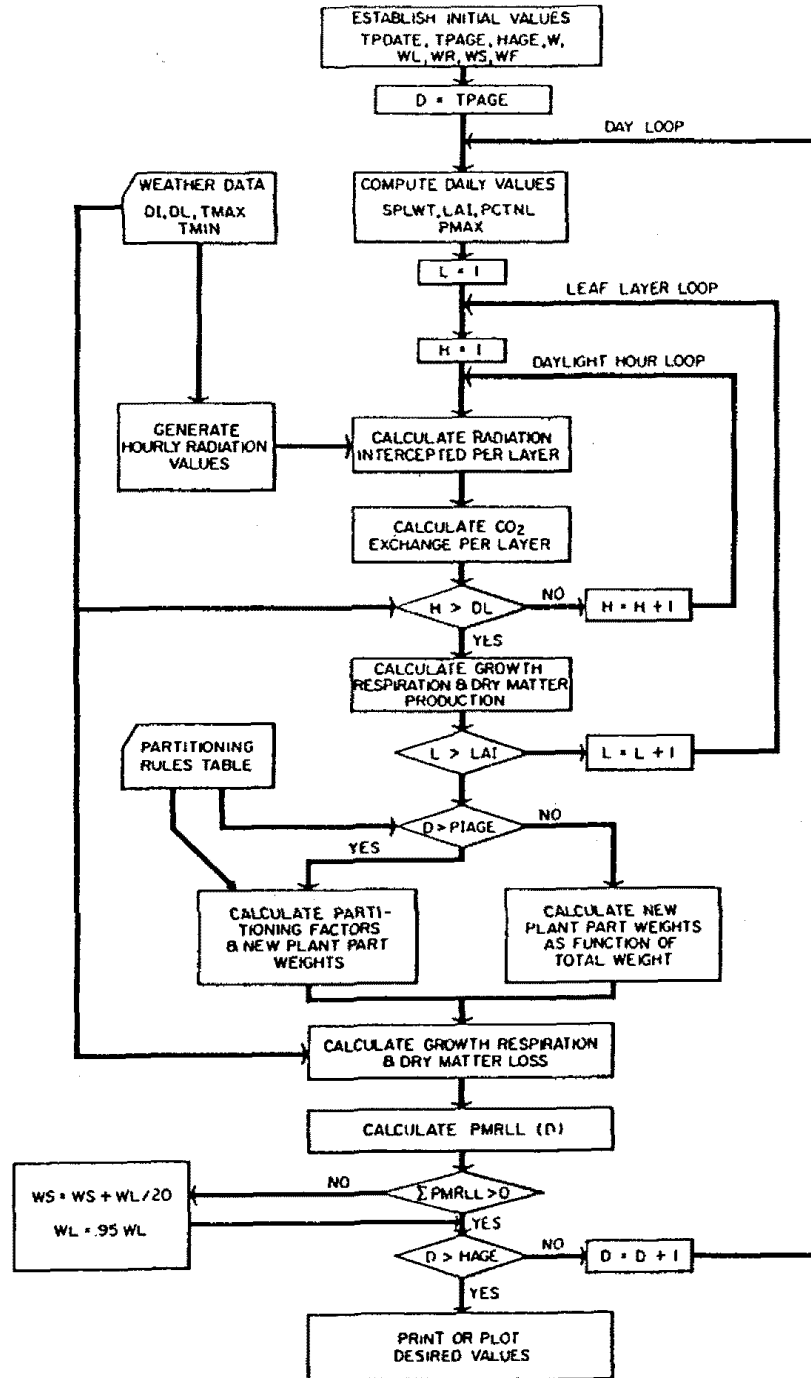 ESTABLISH INITIAL VALUES
TPDATE, TPAGE, HAGE, W,
WL, WR, WS, WF
D = TPAGE
DAY LOOP
WEATHER DATA
DI, DL, TMAX
TMIN
COMPUTE DAILY VALUES
SPLWT, LAI, PCTNL
PMAX
L = 1
LEAF LAYER LOOP
H = 1
DAYLIGHT HOUR LOOP
GENERATE
HOURLY RADIATION
VALUES
CALCULATE RADIATION
INTERCEPTED PER LAYER
CALCULATE CO₂
EXCHANGE PER LAYER
H > DL
NO
H = H + 1
YES
CALCULATE GROWTH
RESPIRATION & DRY MATTER
PRODUCTION
L > LAI
L = L + 1
PARTITIONING
RULES TABLE
D > PIAGE
NO
YES
CALCULATE PARTI-
TIONING FACTORS
& NEW PLANT PART
WEIGHTS
CALCULATE NEW
PLANT PART WEIGHTS
AS FUNCTION OF
TOTAL WEIGHT
CALCULATE GROWTH RESPIRATION
& DRY MATTER LOSS
CALCULATE PMRLL (D)
∑ PMRLL > 0
NO
YES
WS = WS + WL/20
WL = .95 WL
D > HAGE
NO
D = D + 1
YES
PRINT OR PLOT
DESIRED VALUES